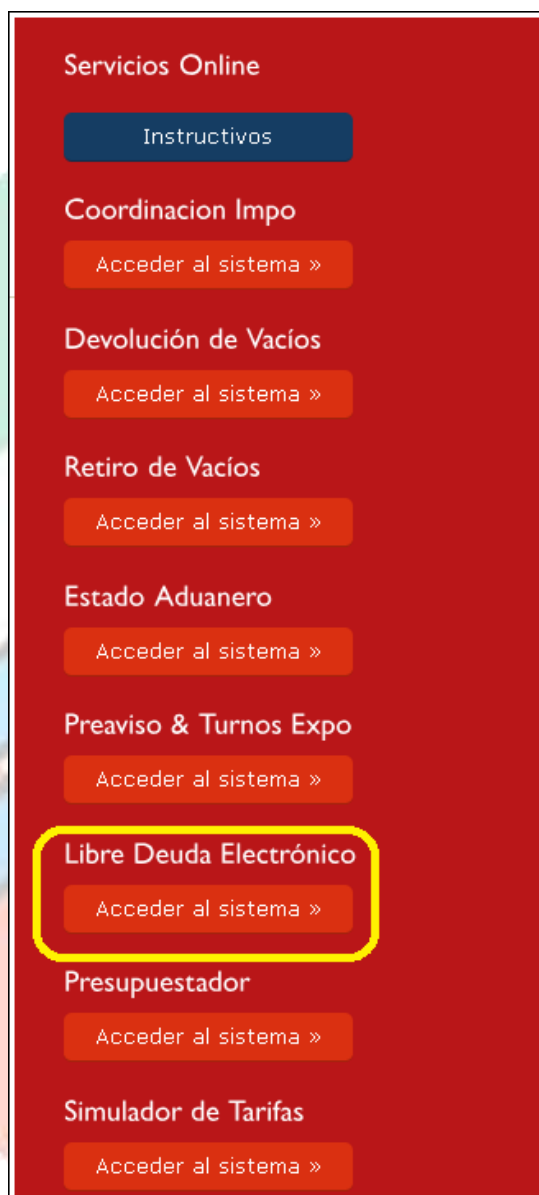 Servicios Online
Instructivos
Coordinacion Impo
Acceder al sistema »
Devolución de Vacíos
Acceder al sistema »
Retiro de Vacíos
Acceder al sistema »
Estado Aduanero
Acceder al sistema »
Preaviso & Turnos Expo
Acceder al sistema »
Libre Deuda Electrónico
Acceder al sistema »
Presupuestador
Acceder al sistema »
Simulador de Tarifas
Acceder al sistema »